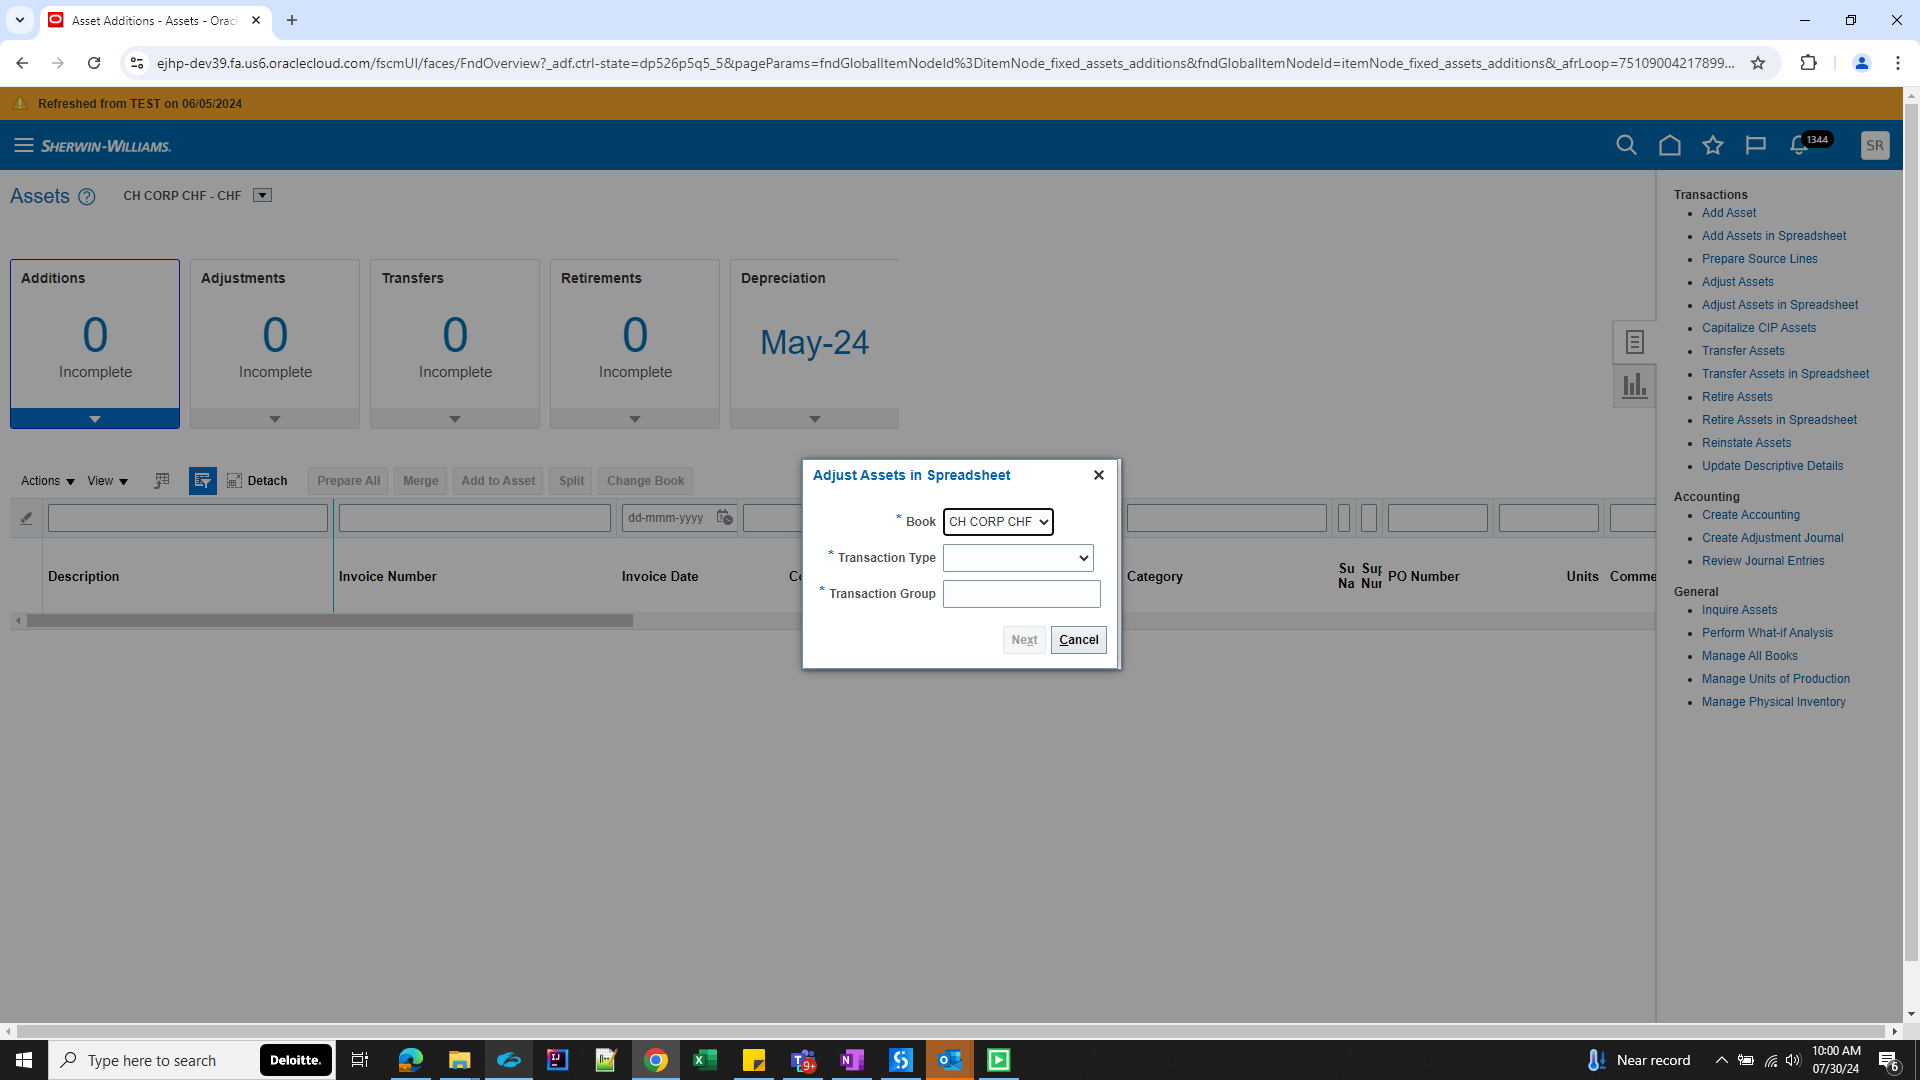 Asset Additions - Assets - Orac
ejhp-dev39.fa.us6.oraclecloud.com/fscmUI/faces/FndOverview?_adf.ctrl-state=dp526p5q5_5&pageParams=fndGlobalItemNodeId%3DitemNode_fixed_assets_additions&fndGlobalItemNodeId=itemNode_fixed_assets_additions&_afrLoop=75109004217899...
Refreshed from TEST on 06/05/2024
SHERWIN-WILLIAMS.
1344
SR
Assets
CH CORP CHF - CHF
Additions
0
Incomplete
Adjustments
0
Incomplete
Transfers
0
Incomplete
Retirements
0
Incomplete
Depreciation
May-24
Actions
View
Detach
Prepare All
Merge
Add to Asset
Split
Change Book
dd-mmm-yyyy
Description
Invoice Number
Invoice Date
Co
Category
Su
Na
Sup
Nur
PO Number
Units
Comme
Adjust Assets in Spreadsheet
* Book CH CORP CHF
* Transaction Type
* Transaction Group
Next
Cancel
Transactions
Add Asset
Add Assets in Spreadsheet
Prepare Source Lines
Adjust Assets
Adjust Assets in Spreadsheet
Capitalize CIP Assets
Transfer Assets
Transfer Assets in Spreadsheet
Retire Assets
Retire Assets in Spreadsheet
Reinstate Assets
Update Descriptive Details
Accounting
Create Accounting
Create Adjustment Journal
Review Journal Entries
General
Inquire Assets
Perform What-if Analysis
Manage All Books
Manage Units of Production
Manage Physical Inventory
Type here to search
Deloitte.
9+
Near record
10:00 AM
07/30/24
6